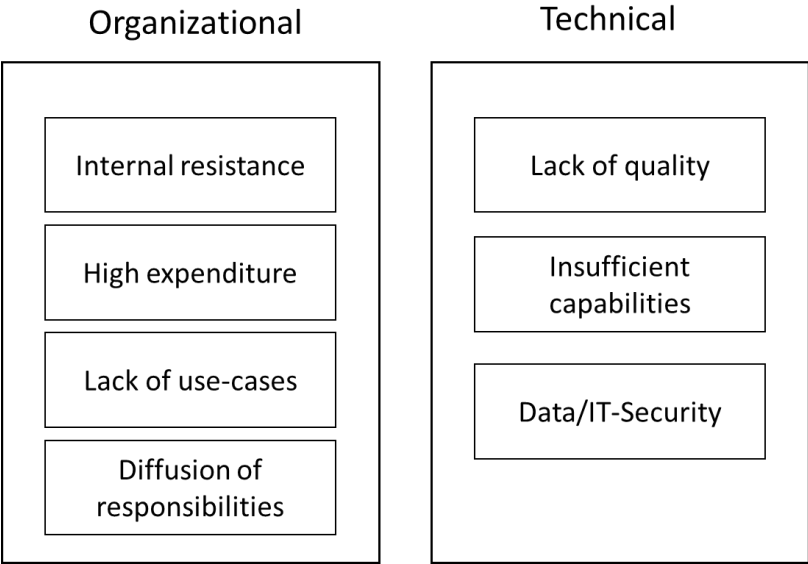 Organizational
Internal resistance
High expenditure
Lack of use-cases
Diffusion of
responsibilities
Technical
Lack of quality
Insufficient
capabilities
Data/IT-Security